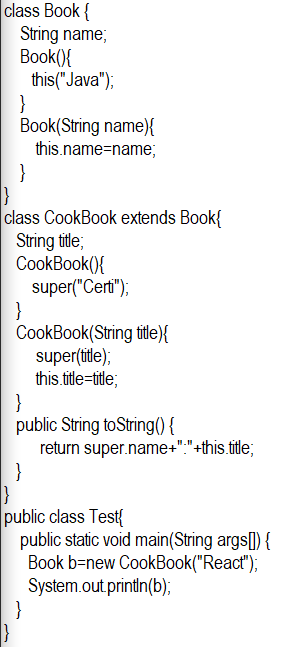 class Book {
String name;
Book(){
this("Java");
}
Book(String name){
this.name=name;
}
}
class CookBook extends Book{
String title;
CookBook(){
super("Certi");
}
CookBook(String title){
super(title);
this.title=title;
}
public String toString() {
return super.name+":"+this.title;
}
}
public class Test{
public static void main(String args[]) {
Book b=new CookBook("React");
System.out.println(b);
}
}